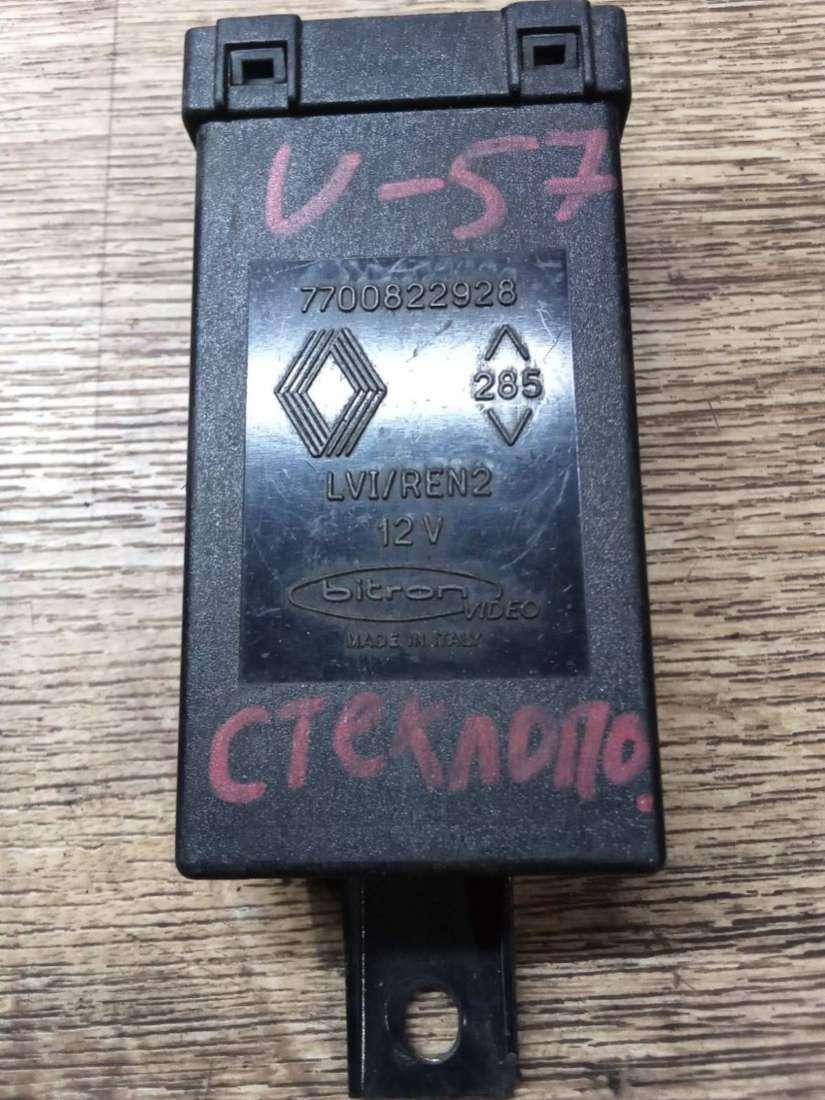 U-57
7700822928
285
LVI/REN2
12 V
bitron VIDEO
MADE IN ITALY
СТЕКЛОПО.